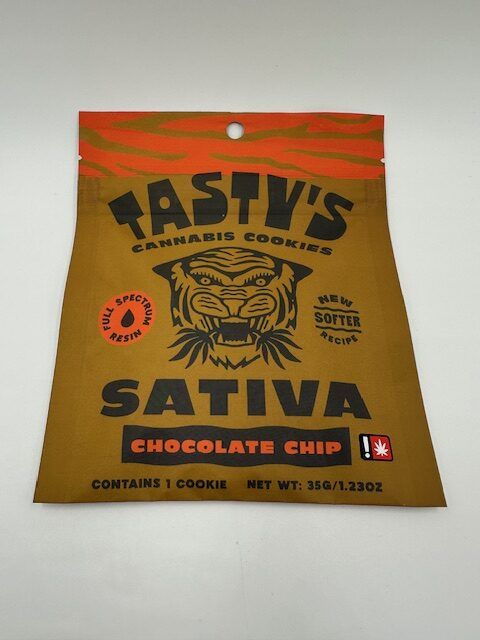 TASTY'S
CANNABIS COOKIES
FULL SPECTRUM
RESIN
NEW
SOFTER
RECIPE
SATIVA
CHOCOLATE CHIP
!
CONTAINS 1 COOKIE NET WT: 35G/1.23OZ